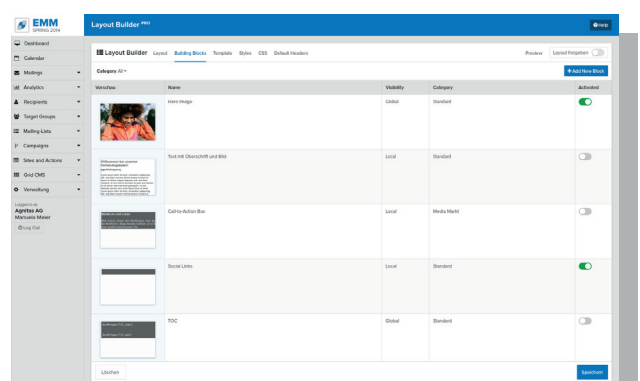 EMM
SPRING 2014
Layout Builder PRO
Help
Dashboard
Calendar
Mailings
Analytics
Recipients
Target Groups
Mailing-Lists
Campaigns
Sites and Actions
Grid CMS
Verwaltung
Logged in as
Agnitas AG
Manuela Meier
Log Out
Layout Builder Layout Building Blocks Template Styles CSS Default Headers Preview Layout freigeben
Category All
+Add New Block
Vorschau Name Visibility Category Activated
Hero Image Global Standard
Text mit Überschrift und Bild Local Standard
Call-to-Action Box Local Media Markt
Social Links Local Standard
TOC Global Standard
Löschen Speichern